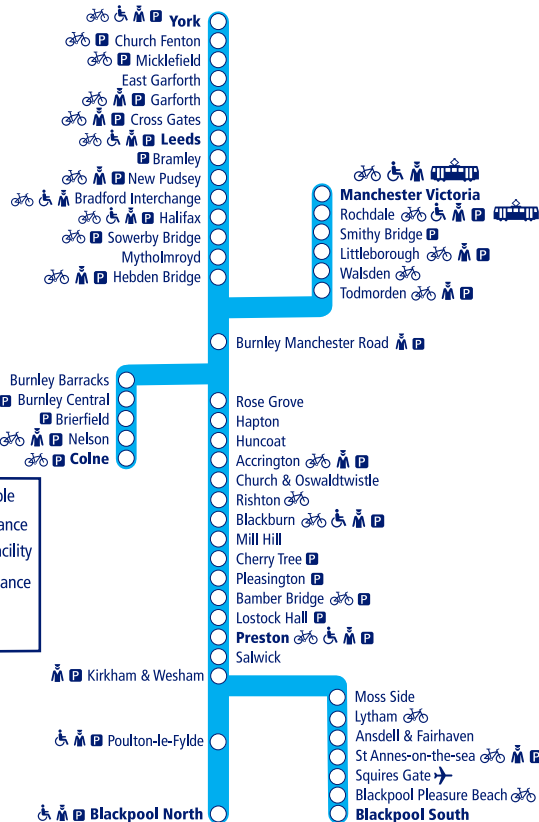 York
P Church Fenton
P Micklefield
East Garforth
P Garforth
P Cross Gates
P Leeds
P Bramley
P New Pudsey
Bradford Interchange
P Halifax
P Sowerby Bridge
Mytholmroyd
P Hebden Bridge
Manchester Victoria
Rochdale P
Smithy Bridge P
Littleborough P
Walsden
Todmorden P
Burnley Manchester Road P
Burnley Barracks
P Burnley Central
P Brierfield
P Nelson
P Colne
Rose Grove
Hapton
Huncoat
Accrington P
Church & Oswaldtwistle
Rishton
Blackburn P
Mill Hill
Cherry Tree P
Pleasington P
Bamber Bridge P
Lostock Hall P
Preston P
Salwick
P Kirkham & Wesham
P Poulton-le-Fylde
P Blackpool North
Moss Side
Lytham
Ansdell & Fairhaven
St Annes-on-the-sea P
Squires Gate
Blackpool Pleasure Beach
Blackpool South